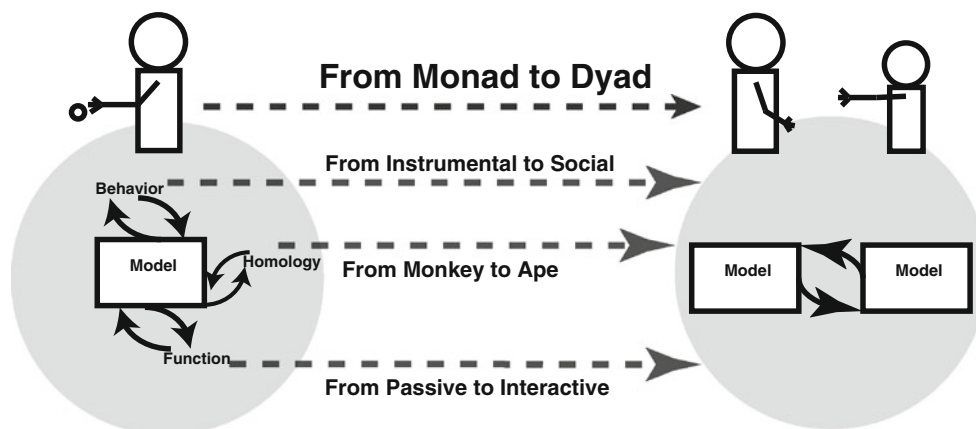 From Monad to Dyad
From Instrumental to Social
Behavior
Model
Homology
From Monkey to Ape
Model
Model
Function
From Passive to Interactive